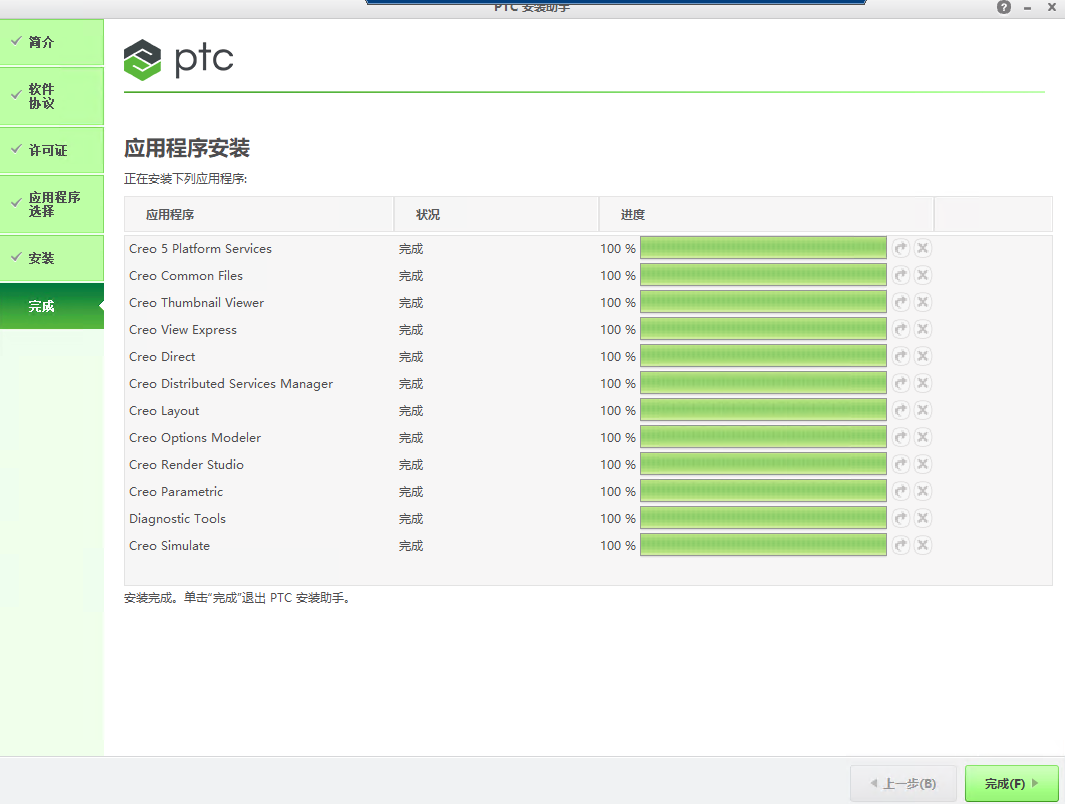 PTC 安装助手
简介
软件
协议
许可证
应用程序
选择
安装
完成
ptc
应用程序安装
正在安装下列应用程序:
应用程序 状况 进度
Creo 5 Platform Services 完成 100 %
Creo Common Files 完成 100 %
Creo Thumbnail Viewer 完成 100 %
Creo View Express 完成 100 %
Creo Direct 完成 100 %
Creo Distributed Services Manager 完成 100 %
Creo Layout 完成 100 %
Creo Options Modeler 完成 100 %
Creo Render Studio 完成 100 %
Creo Parametric 完成 100 %
Diagnostic Tools 完成 100 %
Creo Simulate 完成 100 %
安装完成。单击“完成”退出 PTC 安装助手。
上一步(B) 完成(F)